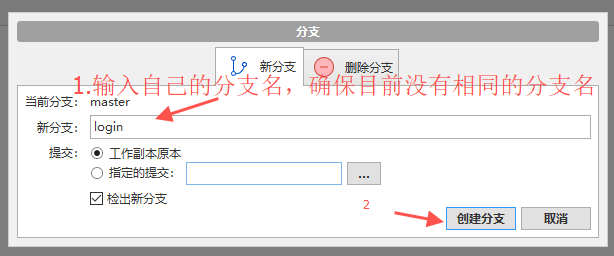 分支
新分支
删除分支
1.输入自己的分支名，确保目前没有相同的分支名
当前分支： master
新分支： login
提交： 工作副本原本
指定的提交： ...
检出新分支
2
创建分支 取消